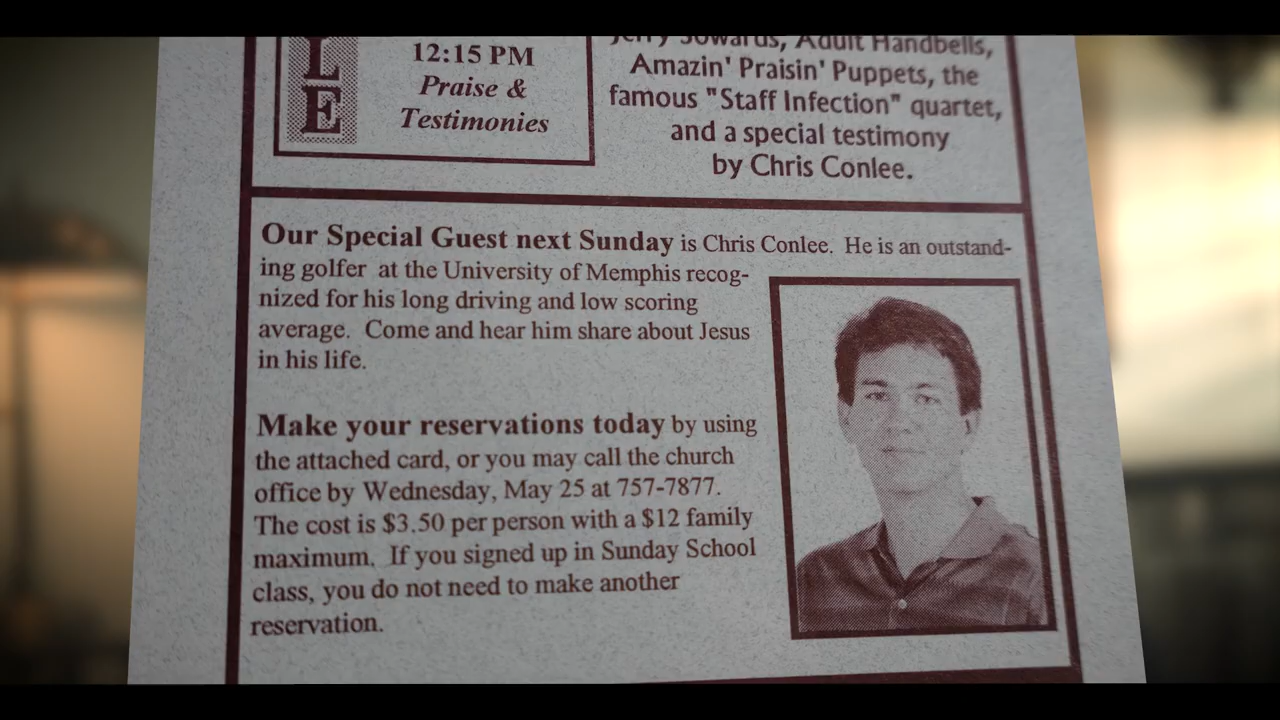 L
E
12:15 PM
Praise &
Testimonies
Jerry Sowards, Adult Handbells,
Amazin' Praisin' Puppets, the
famous "Staff Infection" quartet,
and a special testimony
by Chris Conlee.
Our Special Guest next Sunday is Chris Conlee. He is an outstand-
ing golfer at the University of Memphis recog-
nized for his long driving and low scoring
average. Come and hear him share about Jesus
in his life.
Make your reservations today by using
the attached card, or you may call the church
office by Wednesday, May 25 at 757-7877.
The cost is $3.50 per person with a $12 family
maximum. If you signed up in Sunday School
class, you do not need to make another
reservation.